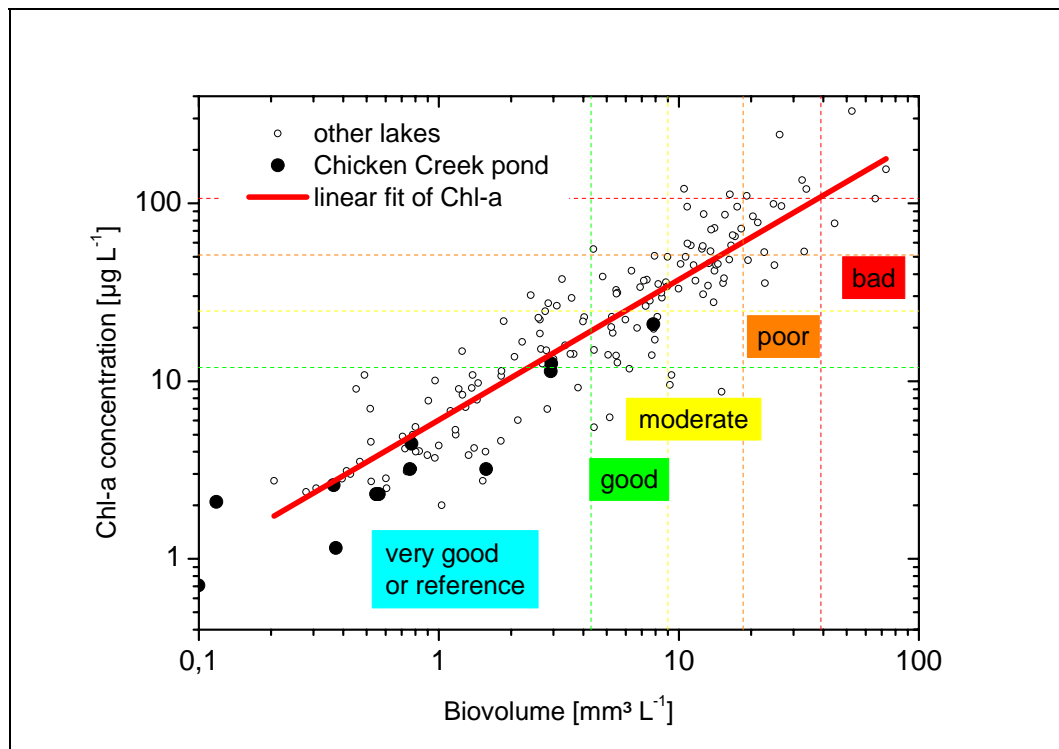 other lakes
Chicken Creek pond
linear fit of Chl-a
100
10
1
Chl-a concentration [µg L⁻¹]
bad
poor
moderate
good
very good
or reference
0,1
1
10
100
Biovolume [mm³ L⁻¹]